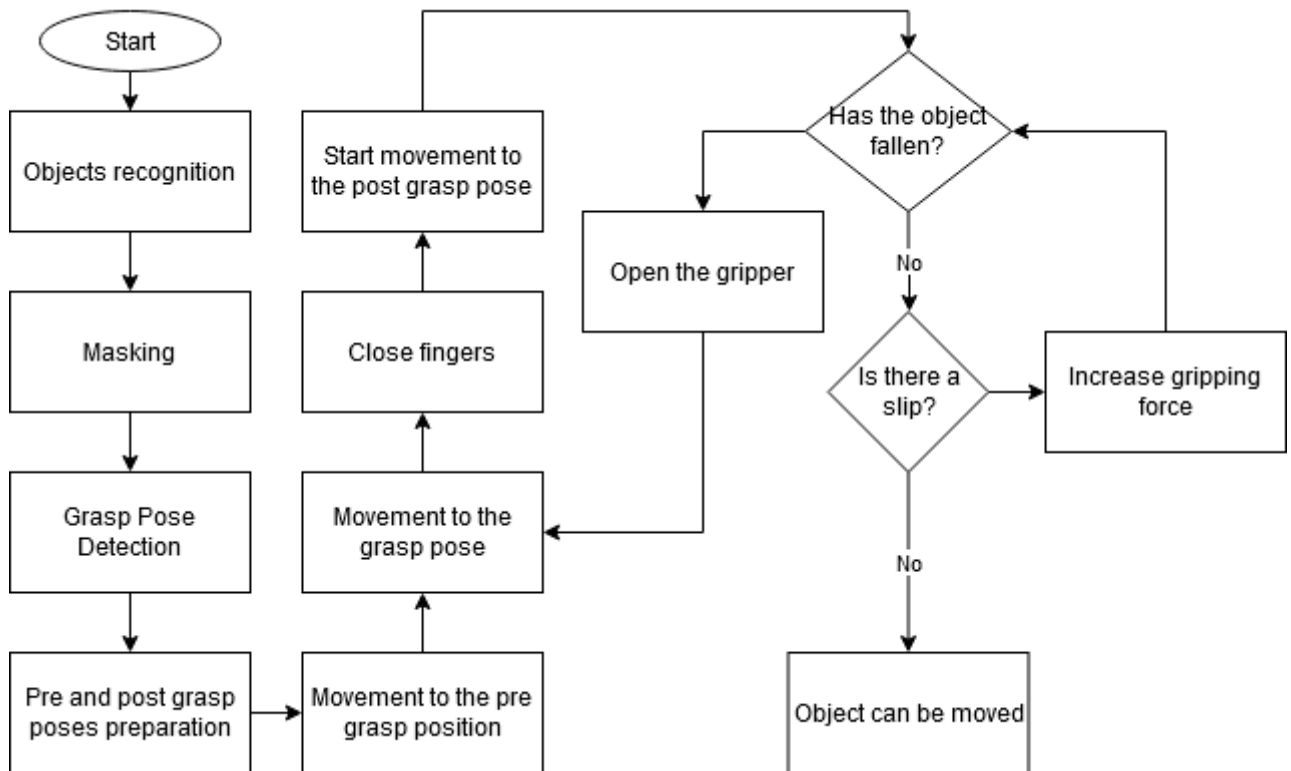 Start
Objects recognition
Masking
Grasp Pose
Detection
Pre and post grasp
poses preparation
Movement to the pre
grasp position
Movement to the
grasp pose
Close fingers
Start movement to
the post grasp pose
Has the object
fallen?
Open the gripper
No
Is there a
slip?
Increase gripping
force
No
Object can be moved